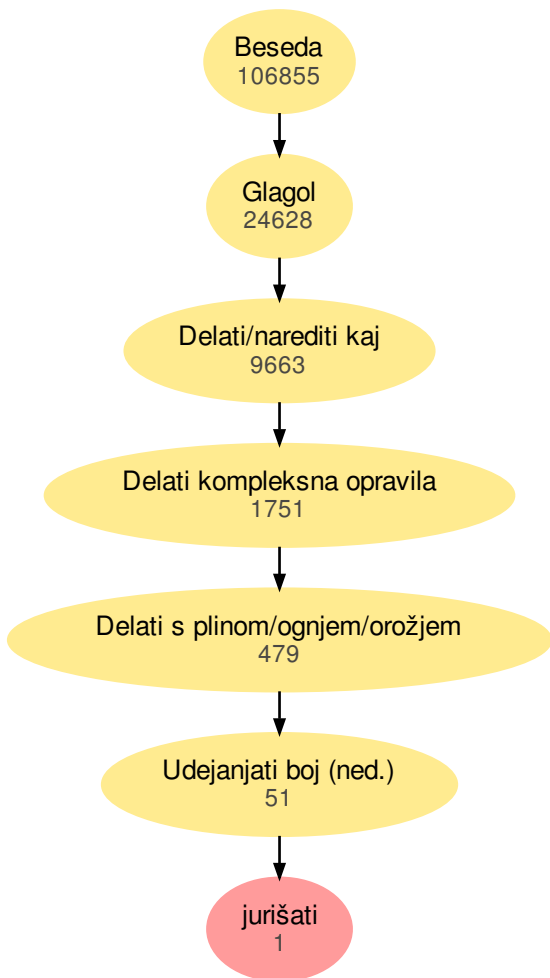 Beseda
106855
Glagol
24628
Delati/narediti kaj
9663
Delati kompleksna opravila
1751
Delati s plinom/ognjem/orožjem
479
Udejanjati boj (ned.)
51
jurišati
1